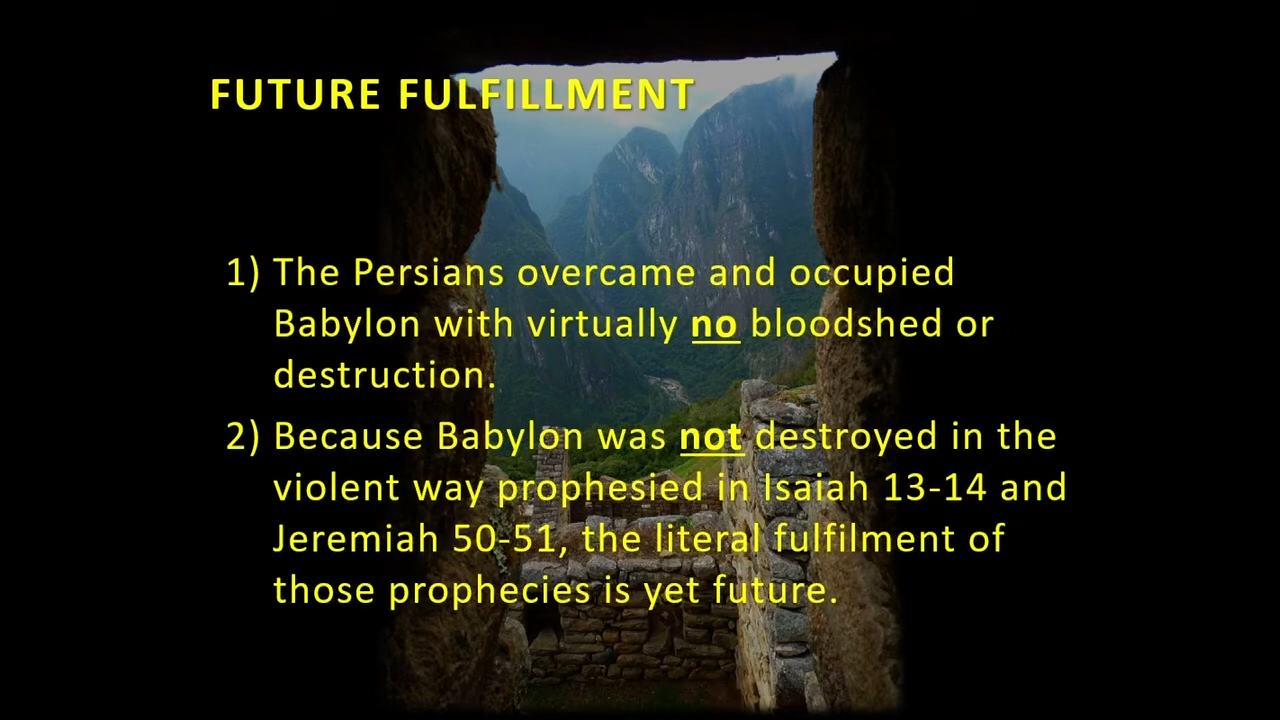 FUTURE FULFILLMENT
1) The Persians overcame and occupied
Babylon with virtually no bloodshed or
destruction.
2) Because Babylon was not destroyed in the
violent way prophesied in Isaiah 13-14 and
Jeremiah 50-51, the literal fulfilment of
those prophecies is yet future.